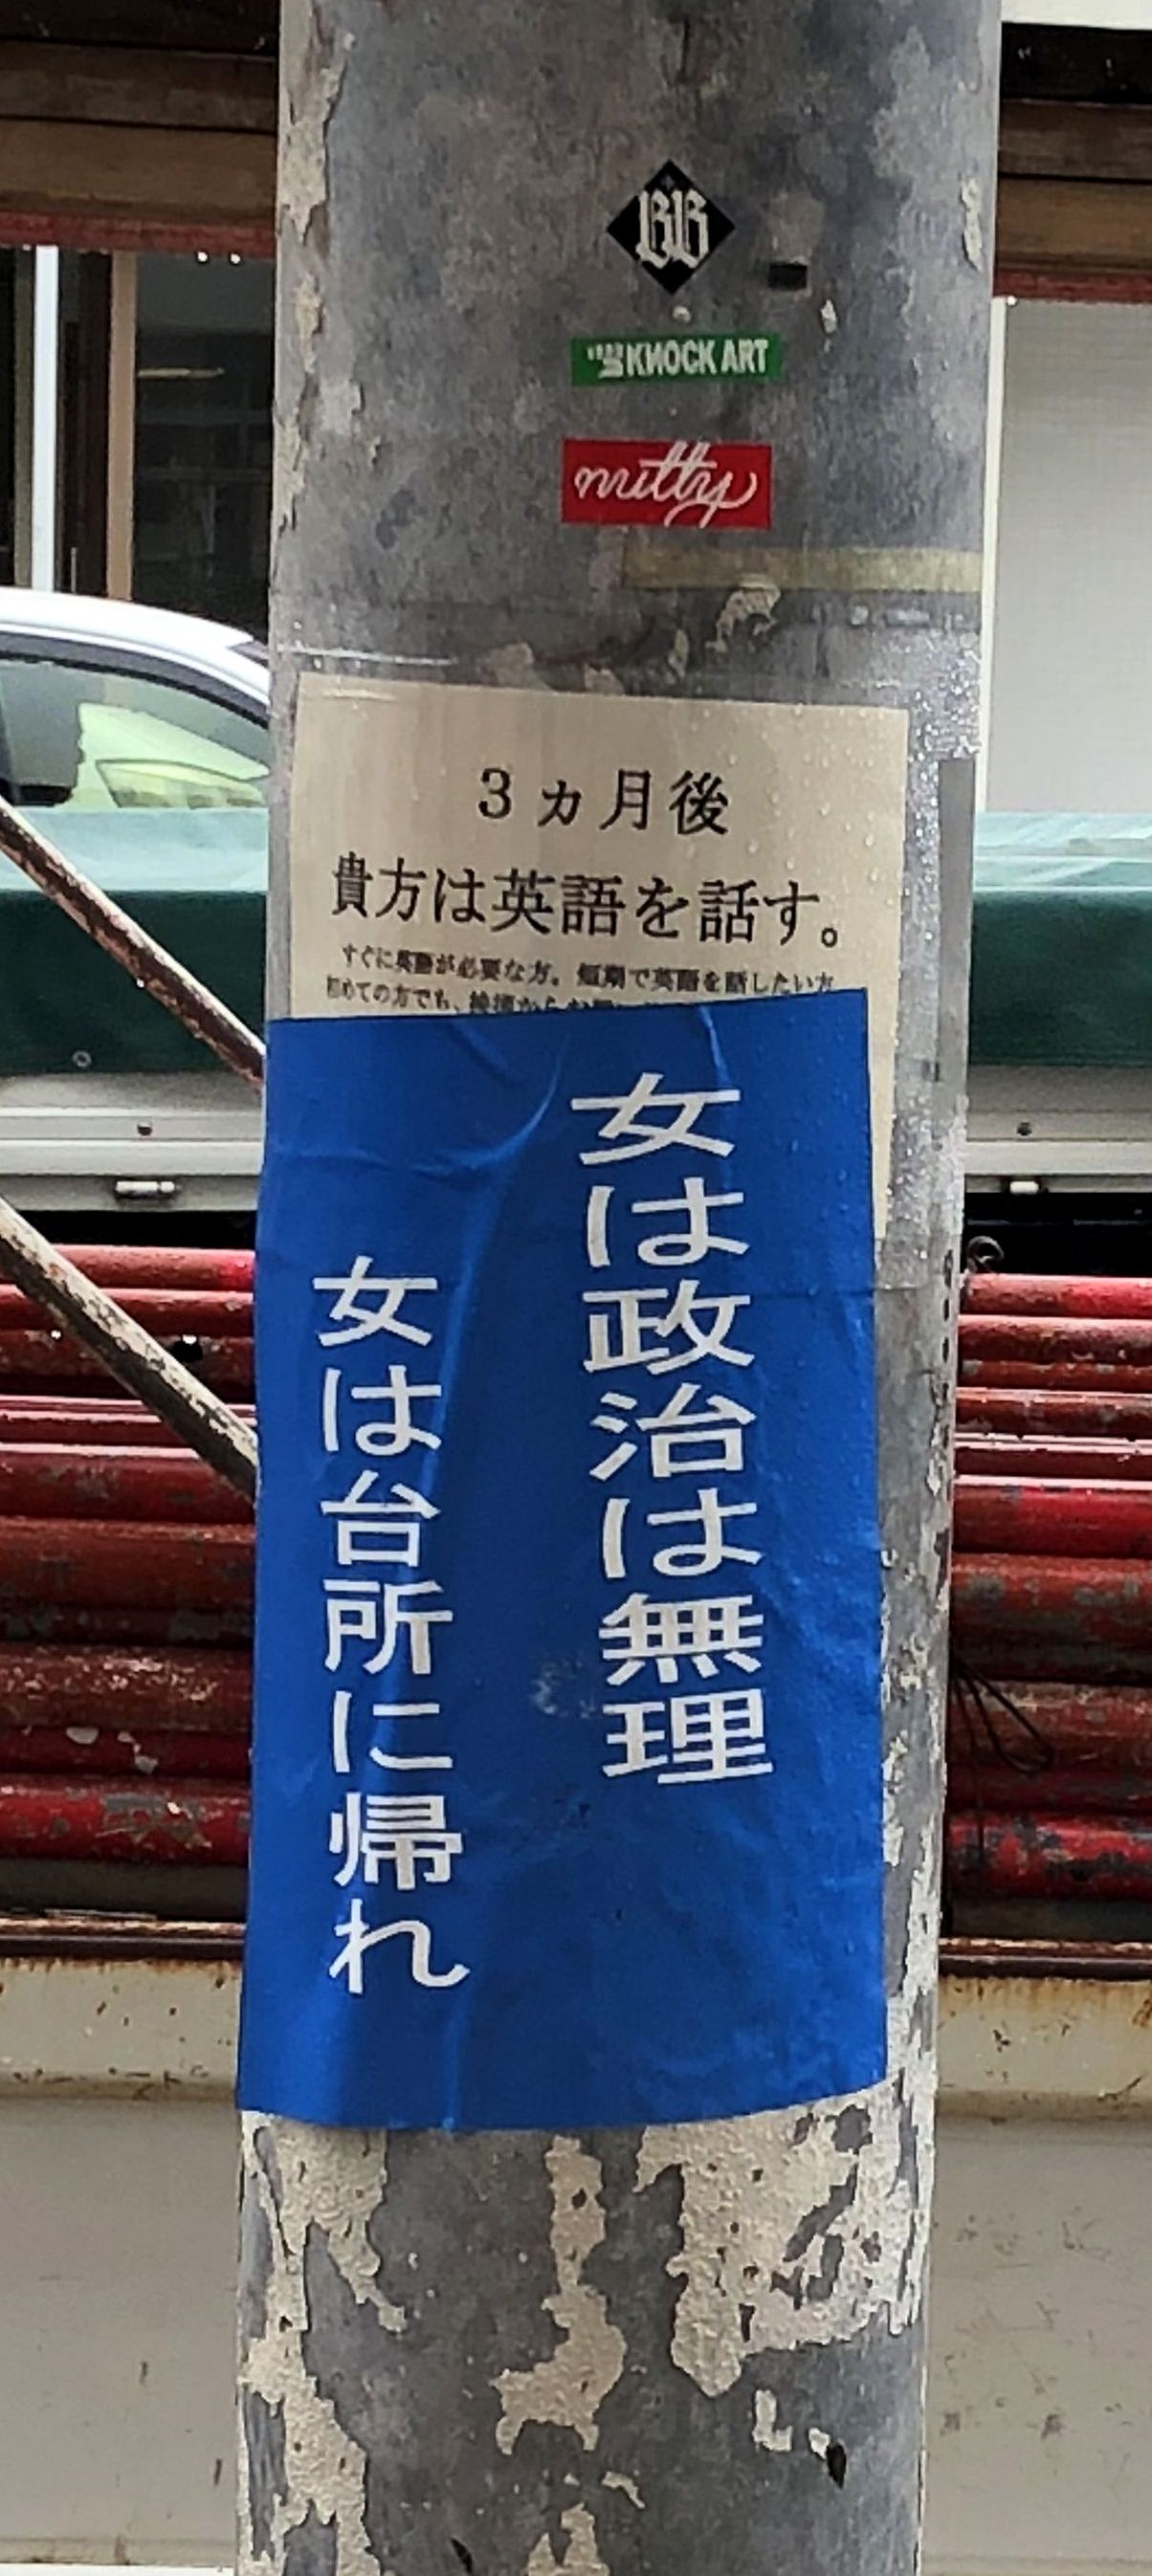 BB
KNOCK ART
nutty
3ヵ月後
貴方は英語を話す。
すぐに英語が必要な方。短期で英語を話したい方
初めての方でも、
女は政治は無理
女は台所に帰れ